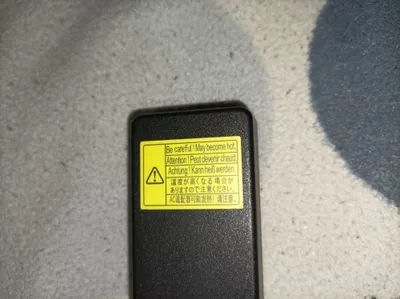 Be careful! May become hot.
Attention! Peut devenir chaud.
Achtung! Kann heiß werden.
温度が高くなる場合が
ありますので注意ください。
AC适配器可能发热！请注意。